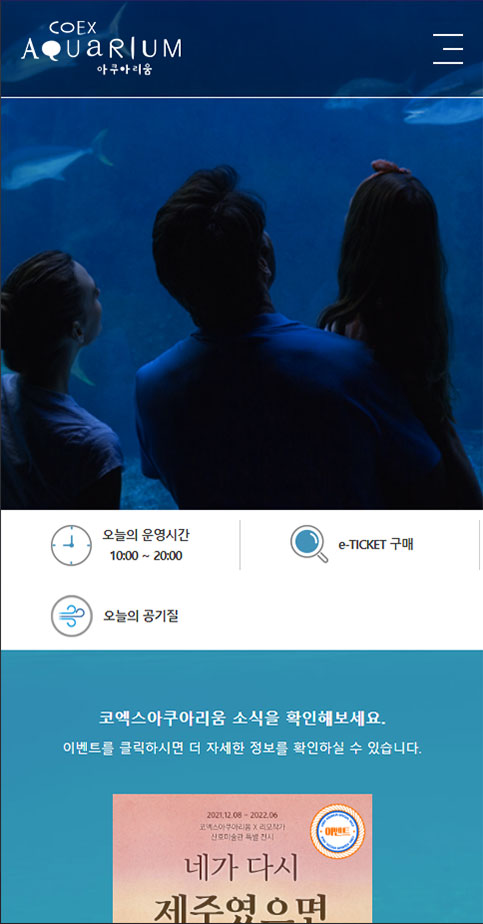 COEX
AQUARIUM
아쿠아리움
오늘의 운영시간
10:00 ~ 20:00
e-TICKET 구매
오늘의 공기질
코엑스아쿠아리움 소식을 확인해보세요.
이벤트를 클릭하시면 더 자세한 정보를 확인하실 수 있습니다.
2021.12.08 ~ 2022.06
코엑스아쿠아리움 X 리모작가
산호미술관 특별 전시
이벤트
네가 다시
제주였으면